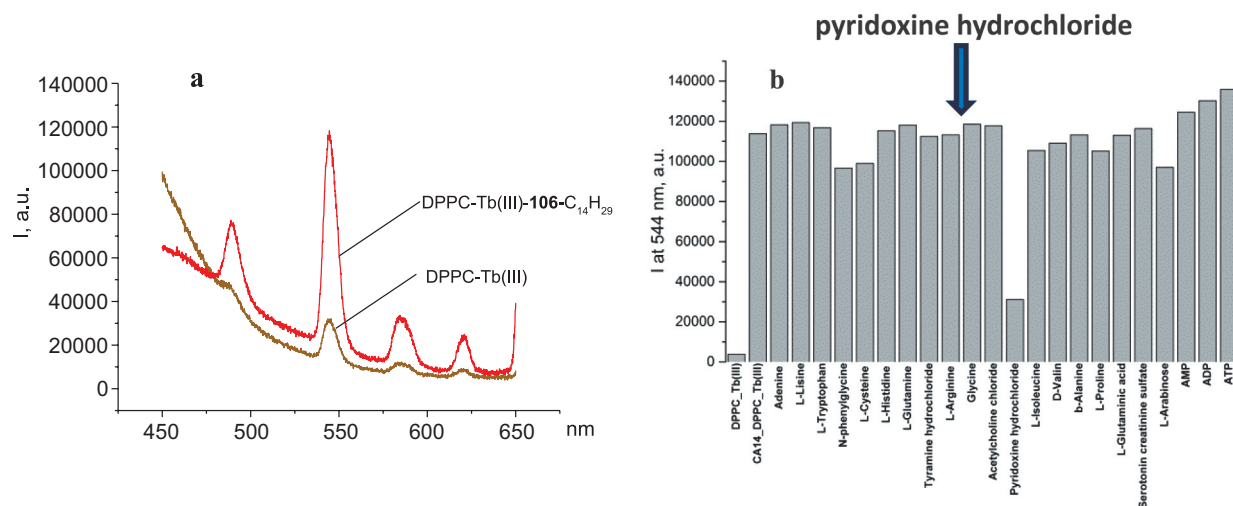 a
140000
120000
100000
80000
60000
40000
20000
0
I, a.u.
450
500
550
600
650
nm
DPPC-Tb(III)-106-C₁₄H₂₉
DPPC-Tb(III)
pyridoxine hydrochloride
b
140000
120000
100000
80000
60000
40000
20000
0
I at 544 nm, a.u.
DPPC_Tb(III)
CA14_DPPC_Tb(III)
Adenine
L-Lisine
L-Tryptophan
N-phenylglycine
L-Cysteine
L-Histidine
L-Glutamine
Tyramine hydrochloride
L-Arginine
Glycine
Acetylcholine chloride
Pyridoxine hydrochloride
L-Isoleucine
D-Valin
b-Alanine
L-Proline
L-Glutaminic acid
Serotonin creatinine sulfate
L-Arabinose
AMP
ADP
ATP